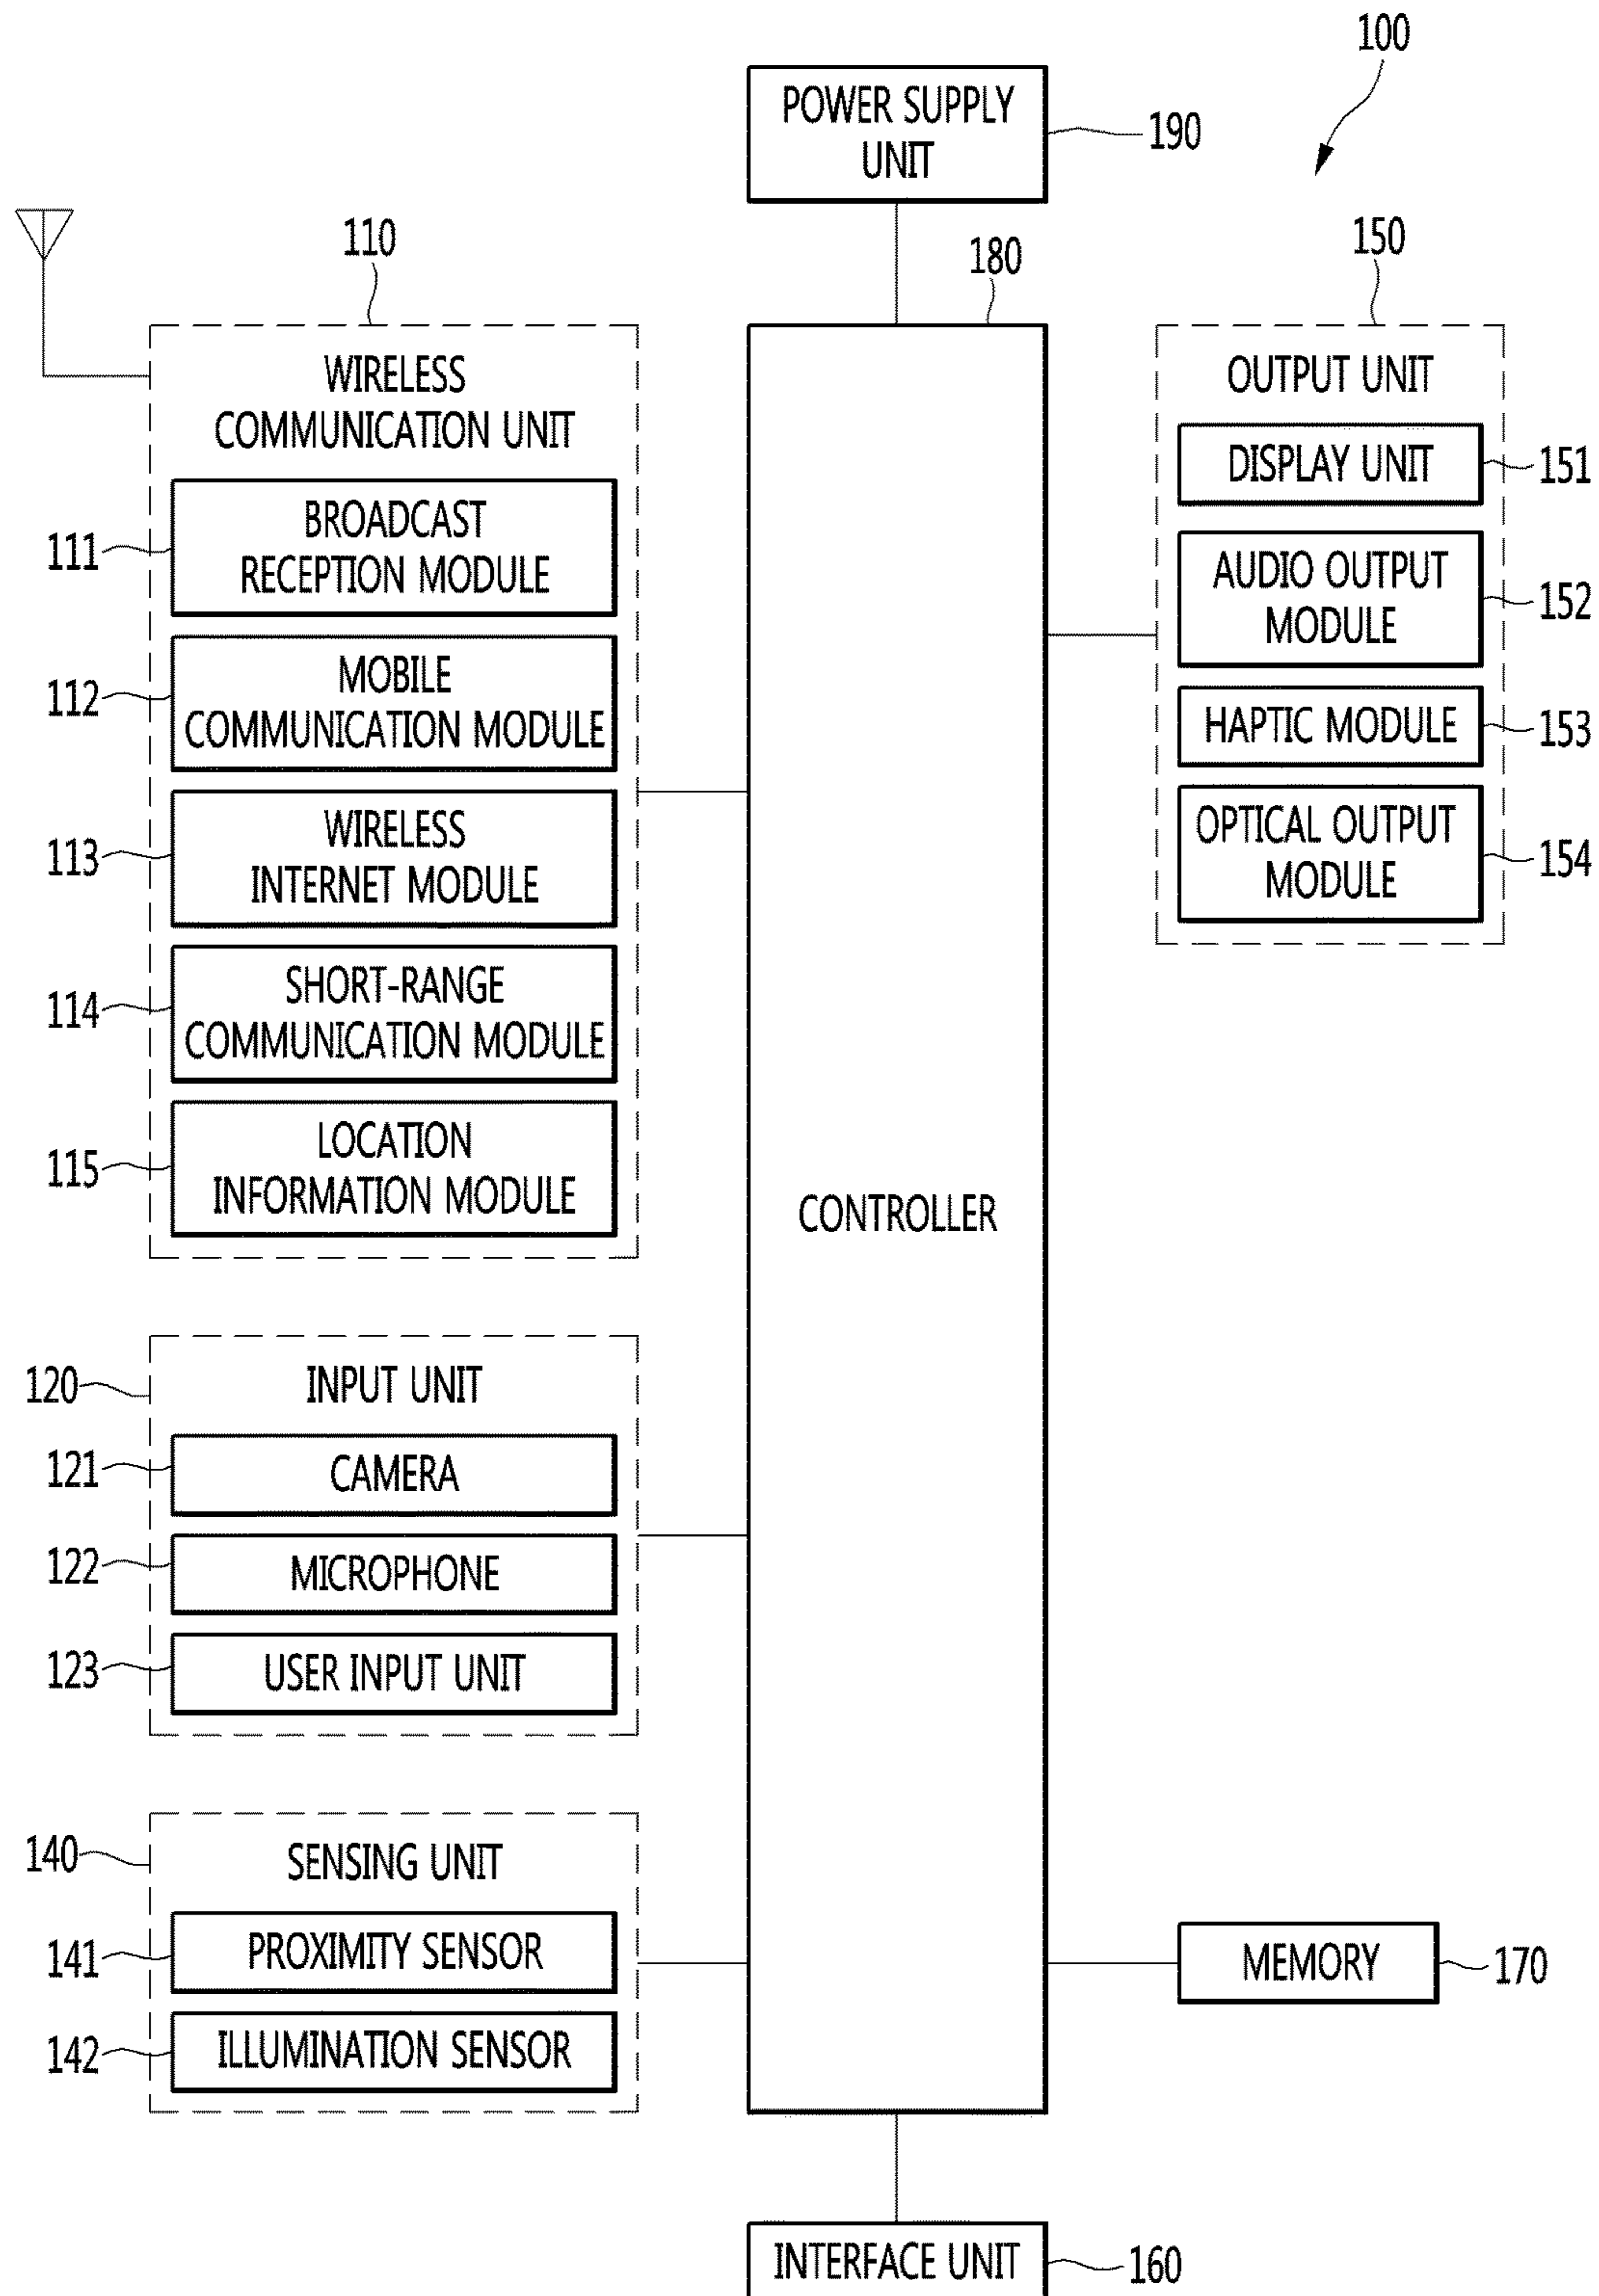 100
POWER SUPPLY
UNIT
190
110
180
150
WIRELESS
COMMUNICATION UNIT
BROADCAST
RECEPTION MODULE
111
MOBILE
COMMUNICATION MODULE
112
WIRELESS
INTERNET MODULE
113
SHORT-RANGE
COMMUNICATION MODULE
114
LOCATION
INFORMATION MODULE
115
120
INPUT UNIT
121
CAMERA
122
MICROPHONE
123
USER INPUT UNIT
140
SENSING UNIT
141
PROXIMITY SENSOR
142
ILLUMINATION SENSOR
CONTROLLER
OUTPUT UNIT
DISPLAY UNIT
151
AUDIO OUTPUT
MODULE
152
HAPTIC MODULE
153
OPTICAL OUTPUT
MODULE
154
MEMORY
170
INTERFACE UNIT
160